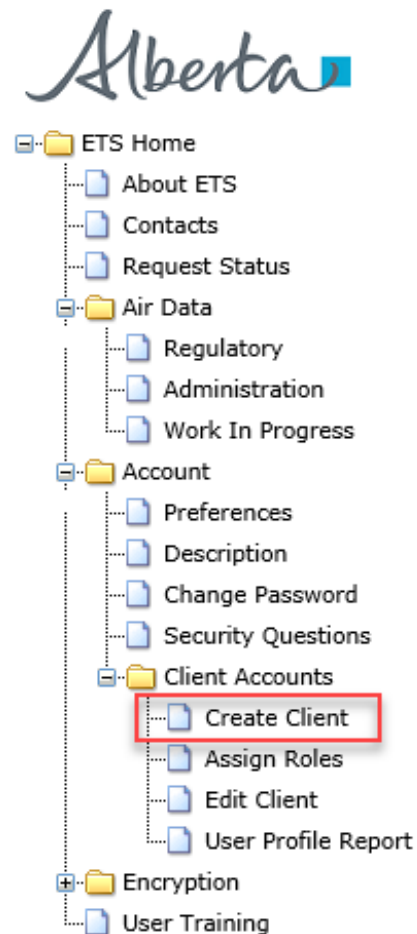 Alberta
ETS Home
About ETS
Contacts
Request Status
Air Data
Regulatory
Administration
Work In Progress
Account
Preferences
Description
Change Password
Security Questions
Client Accounts
Create Client
Assign Roles
Edit Client
User Profile Report
Encryption
User Training